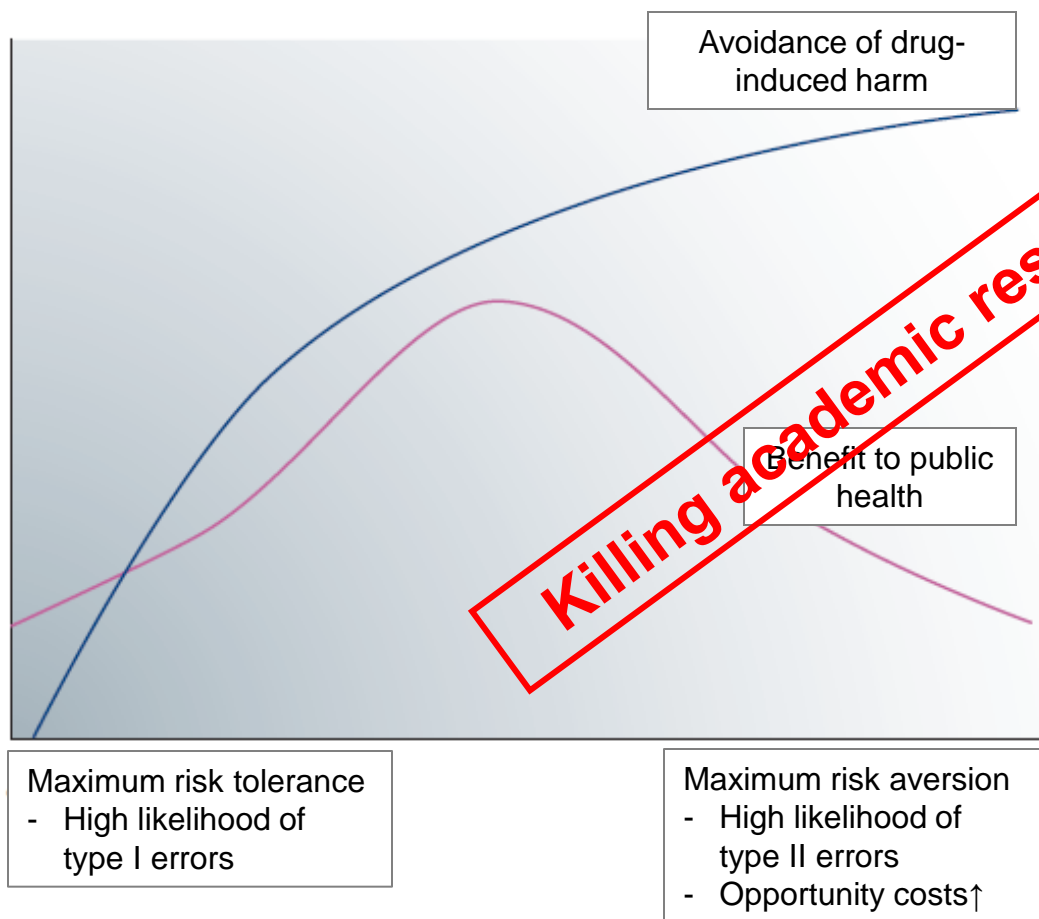 Avoidance of drug-
induced harm
Killing academic res
Benefit to public
health
Maximum risk tolerance
- High likelihood of
type I errors
Maximum risk aversion
- High likelihood of
type II errors
- Opportunity costs↑